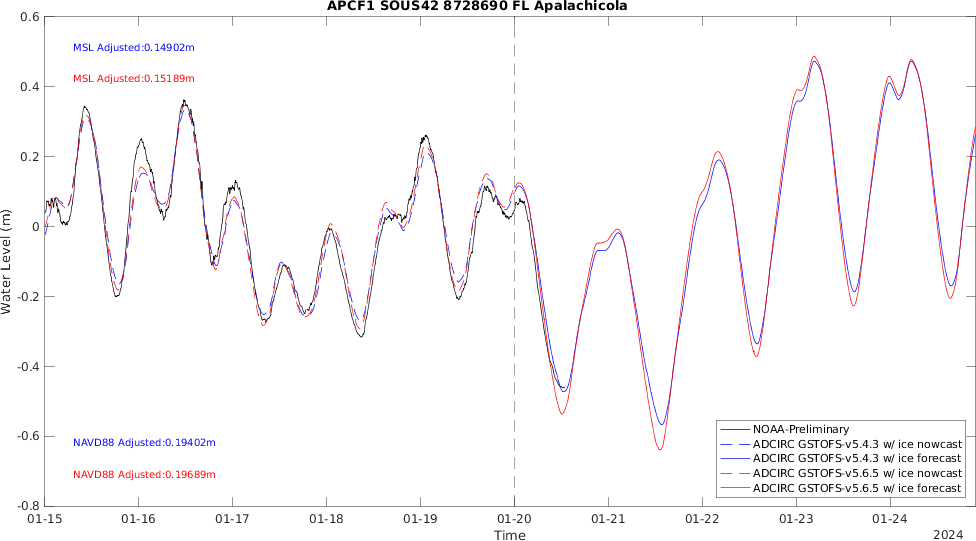 APCF1 SOUS42 8728690 FL Apalachicola
0.6
MSL Adjusted:0.14902m
MSL Adjusted:0.15189m
0.4
0.2
0
-0.2
-0.4
-0.6
-0.8
Water Level (m)
NAVD88 Adjusted:0.19402m
NAVD88 Adjusted:0.19689m
NOAA-Preliminary
ADCIRC GSTOFS-v5.4.3 w/ ice nowcast
ADCIRC GSTOFS-v5.4.3 w/ ice forecast
ADCIRC GSTOFS-v5.6.5 w/ ice nowcast
ADCIRC GSTOFS-v5.6.5 w/ ice forecast
01-15 01-16 01-17 01-18 01-19 01-20 01-21 01-22 01-23 01-24
Time
2024